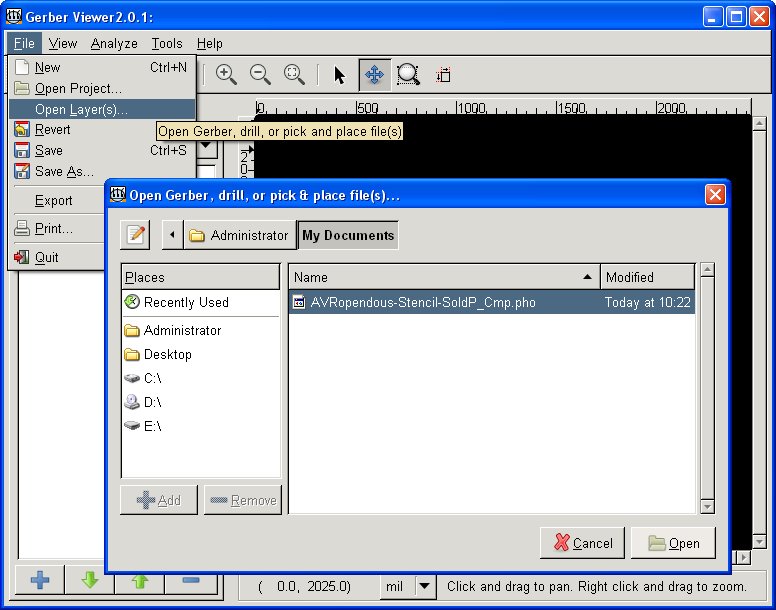 Gerber Viewer2.0.1:
File View Analyze Tools Help
New Ctrl+N
Open Project...
Open Layer(s)...
Revert
Save Ctrl+S
Save As...
Export
Print...
Quit
0, 500 1000 1500 2000
Open Gerber, drill, or pick and place file(s)
Open Gerber, drill, or pick & place file(s)...
Administrator My Documents
Places
Recently Used
Administrator
Desktop
C:\
D:\
E:\
Add Remove
Name Modified
AVRopendous-Stencil-SoldP_Cmp.pho Today at 10:22
Cancel Open
( 0.0, 2025.0) mil Click and drag to pan. Right click and drag to zoom.